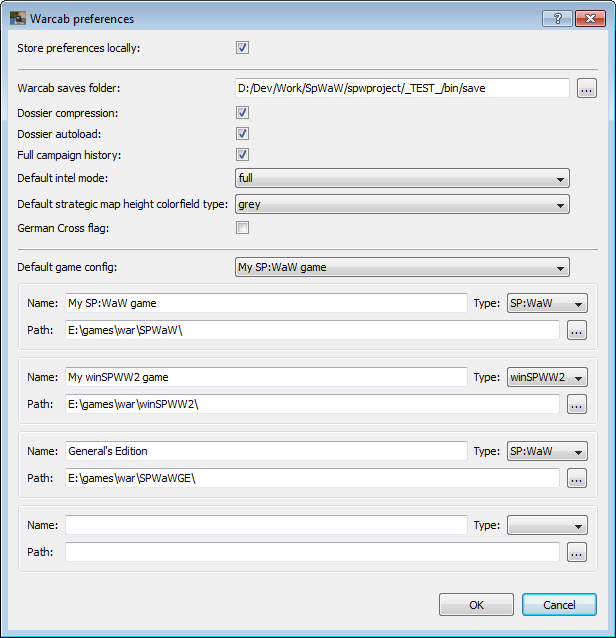 Warcab preferences
Store preferences locally:
Warcab saves folder: D:/Dev/Work/SpWaW/spwproject/_TEST_/bin/save ...
Dossier compression:
Dossier autoload:
Full campaign history:
Default intel mode: full
Default strategic map height colorfield type: grey
German Cross flag:
Default game config: My SP:WaW game
Name: My SP:WaW game Type: SP:WaW
Path: E:\games\war\SPWaW\ ...
Name: My winSPWW2 game Type: winSPWW2
Path: E:\games\war\winSPWW2\ ...
Name: General's Edition Type: SP:WaW
Path: E:\games\war\SPWaWGE\ ...
Name: Type:
Path: ...
OK Cancel